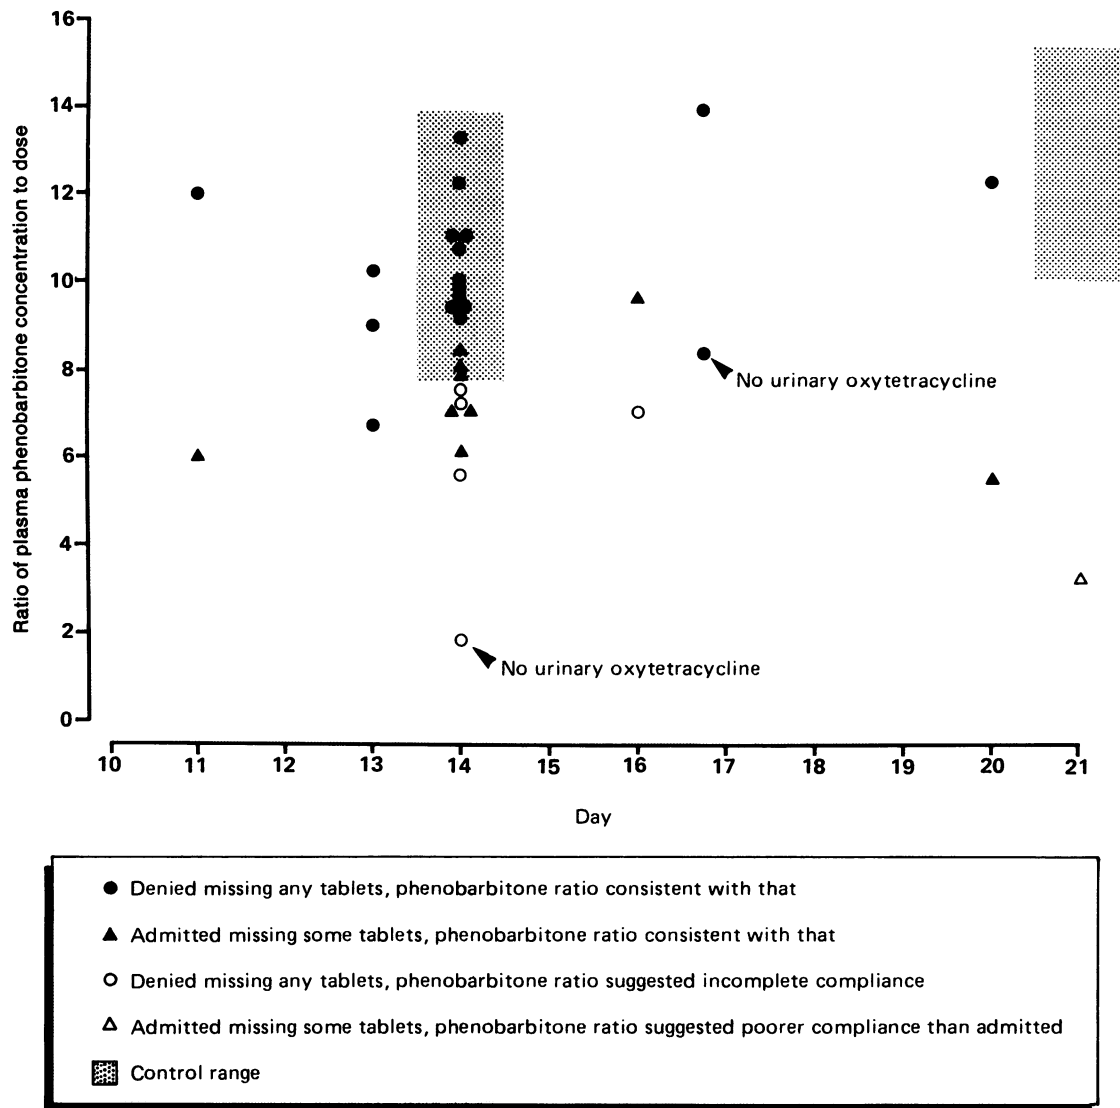 Ratio of plasma phenobarbitone concentration to dose
16
14
12
10
8
6
4
2
0
No urinary oxytetracycline
No urinary oxytetracycline
10 11 12 13 14 15 16 17 18 19 20 21
Day
Denied missing any tablets, phenobarbitone ratio consistent with that
Admitted missing some tablets, phenobarbitone ratio consistent with that
Denied missing any tablets, phenobarbitone ratio suggested incomplete compliance
Admitted missing some tablets, phenobarbitone ratio suggested poorer compliance than admitted
Control range